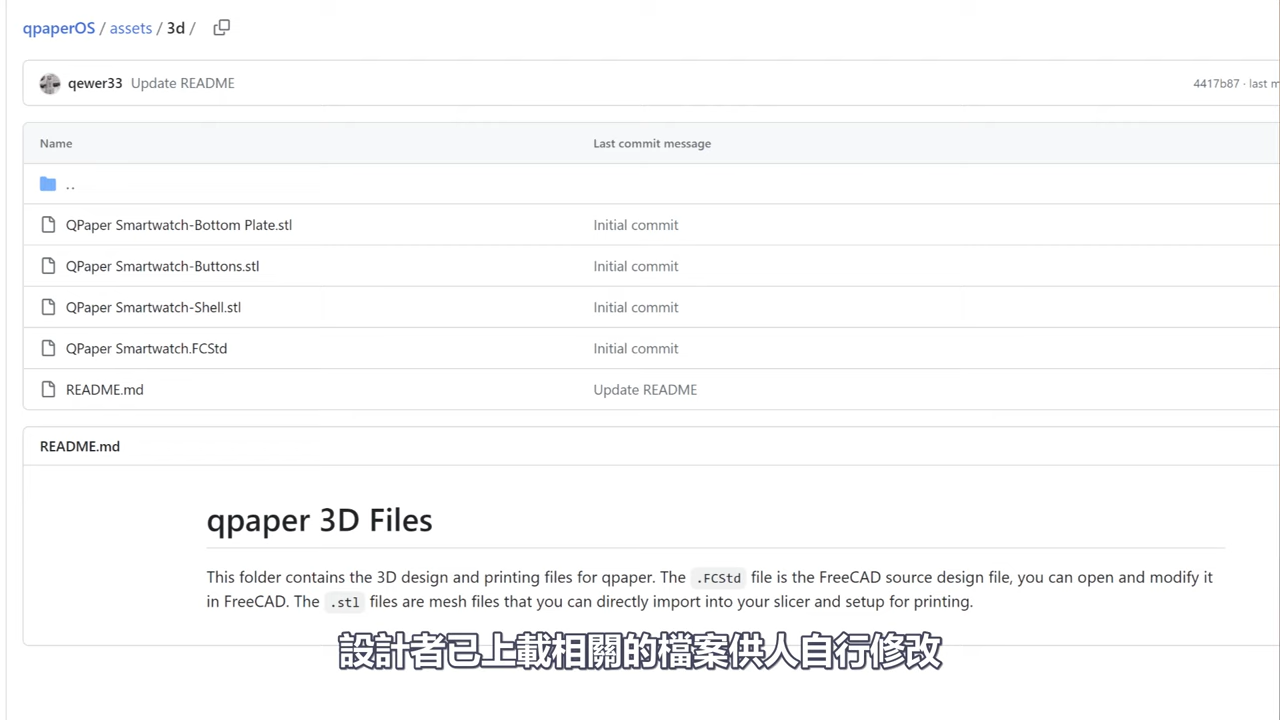 qpaperOS / assets / 3d /
qewer33 Update README 4417b87 · last m
Name Last commit message
..
QPaper Smartwatch-Bottom Plate.stl Initial commit
QPaper Smartwatch-Buttons.stl Initial commit
QPaper Smartwatch-Shell.stl Initial commit
QPaper Smartwatch.FCStd Initial commit
README.md Update README
README.md
qpaper 3D Files
This folder contains the 3D design and printing files for qpaper. The .FCStd file is the FreeCAD source design file, you can open and modify it
in FreeCAD. The .stl files are mesh files that you can directly import into your slicer and setup for printing.
設計者已上載相關的檔案供人自行修改